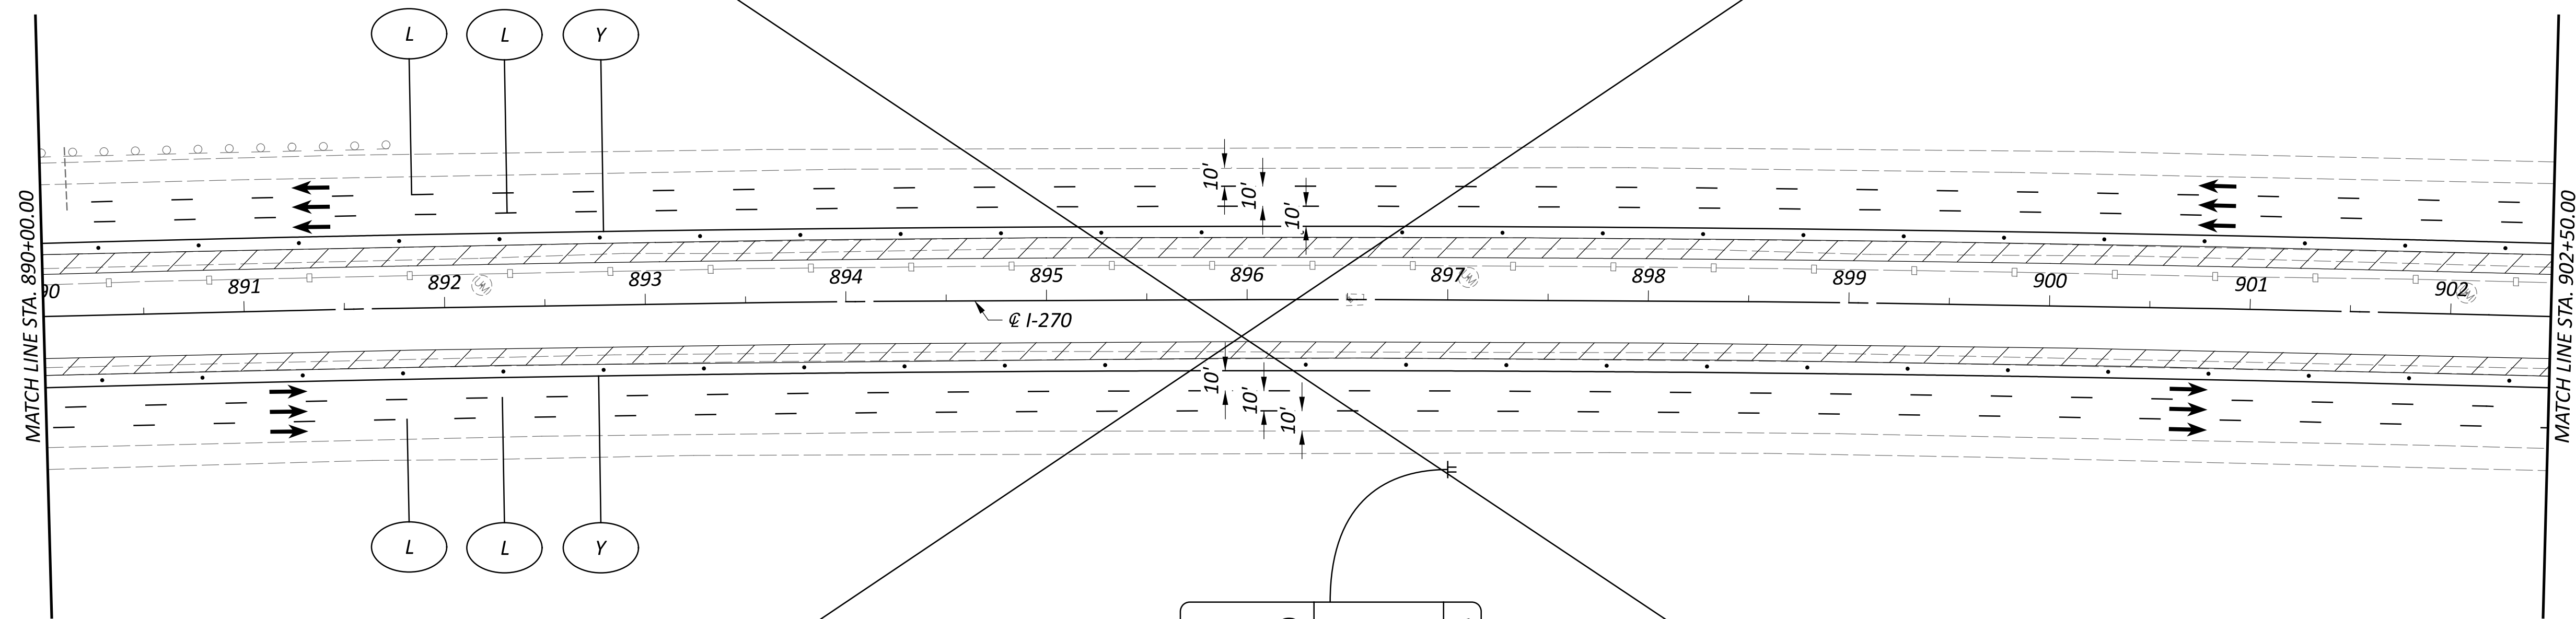 L L Y
MATCH LINE STA. 890+00.00
10'
10'
10'
90 891 892 893 894 895 896 897 898 899 900 901 902
℄ I-270
10'
10'
10'
L L Y
MATCH LINE STA. 902+50.00